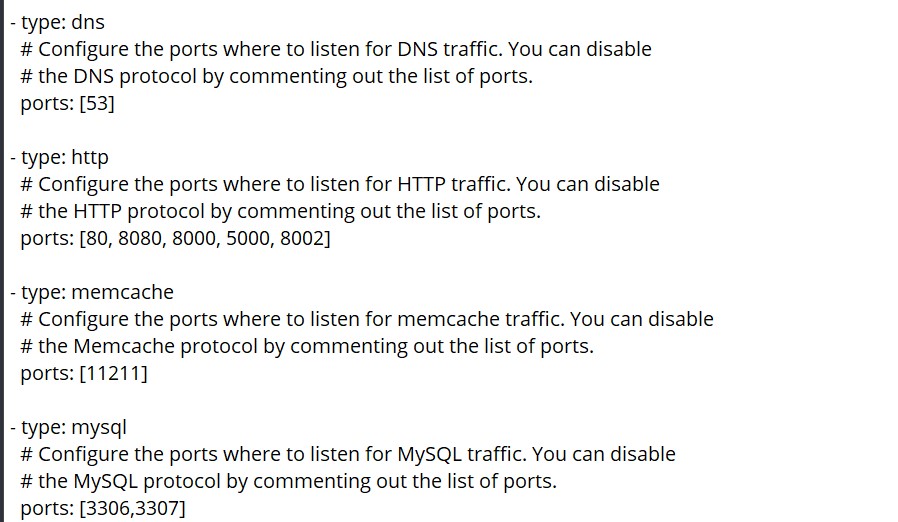 - type: dns
# Configure the ports where to listen for DNS traffic. You can disable
# the DNS protocol by commenting out the list of ports.
ports: [53]
- type: http
# Configure the ports where to listen for HTTP traffic. You can disable
# the HTTP protocol by commenting out the list of ports.
ports: [80, 8080, 8000, 5000, 8002]
- type: memcache
# Configure the ports where to listen for memcache traffic. You can disable
# the Memcache protocol by commenting out the list of ports.
ports: [11211]
- type: mysql
# Configure the ports where to listen for MySQL traffic. You can disable
# the MySQL protocol by commenting out the list of ports.
ports: [3306,3307]